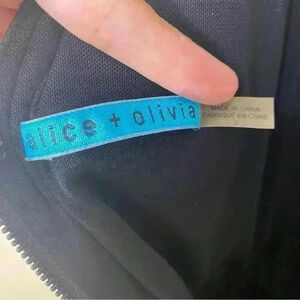 alice + olivia
MADE IN CHINA
FABRIQUÉ EN CHINE